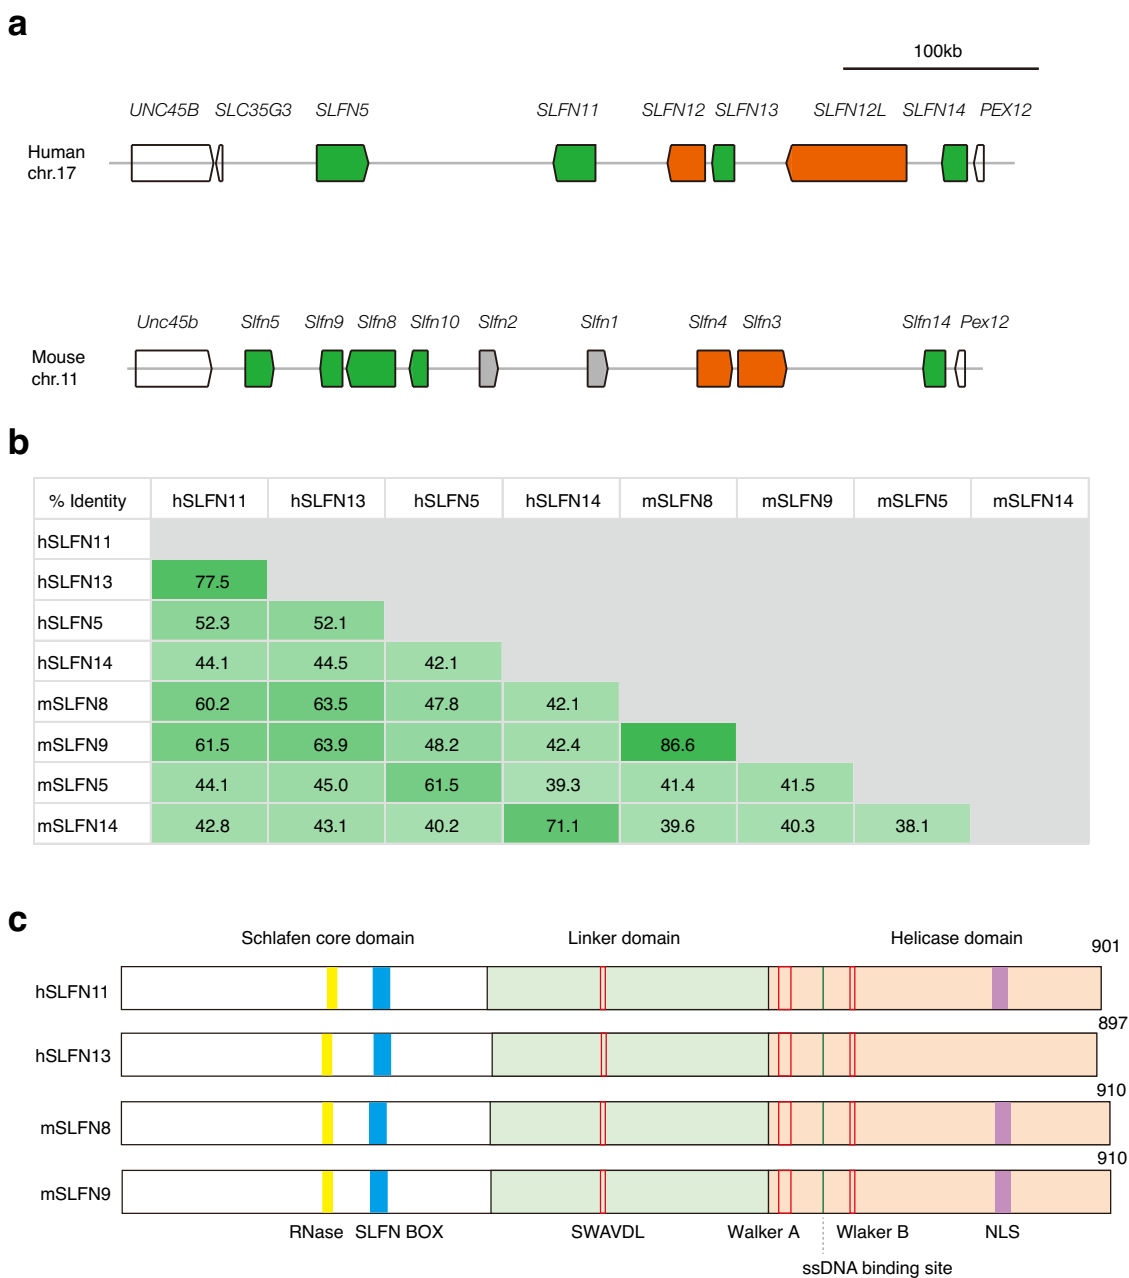 a
100kb
UNC45B SLC35G3 SLFN5 SLFN11 SLFN12 SLFN13 SLFN12L SLFN14 PEX12
Human
chr.17
Unc45b Slfn5 Slfn9 Slfn8 Slfn10 Slfn2 Slfn1 Slfn4 Slfn3 Slfn14 Pex12
Mouse
chr.11
b
% Identity hSLFN11 hSLFN13 hSLFN5 hSLFN14 mSLFN8 mSLFN9 mSLFN5 mSLFN14
hSLFN11
hSLFN13 77.5
hSLFN5 52.3 52.1
hSLFN14 44.1 44.5 42.1
mSLFN8 60.2 63.5 47.8 42.1
mSLFN9 61.5 63.9 48.2 42.4 86.6
mSLFN5 44.1 45.0 61.5 39.3 41.4 41.5
mSLFN14 42.8 43.1 40.2 71.1 39.6 40.3 38.1
c
Schlafen core domain Linker domain Helicase domain
901
hSLFN11
897
hSLFN13
910
mSLFN8
910
mSLFN9
RNase SLFN BOX SWAVDL Walker A Wlaker B NLS
ssDNA binding site